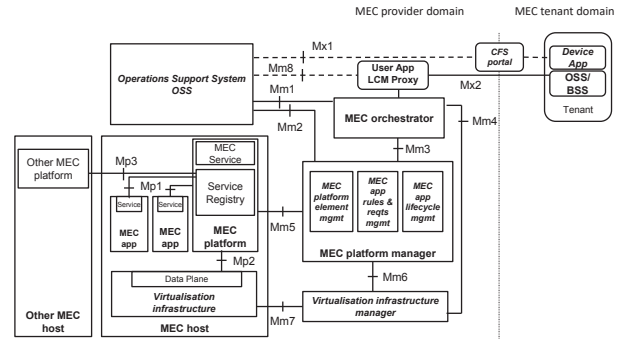 MEC provider domain
MEC tenant domain
Mx1
CFS
portal
Device
App
OSS/
BSS
Tenant
Operations Support System
OSS
Mm8
User App
LCM Proxy
Mx2
Mm1
Mm2
MEC orchestrator
Mm4
Mm3
Other MEC
platform
Mp3
MEC
Service
Service
Registry
Mp1
Service
Service
MEC
app
MEC
app
MEC
platform
Mm5
MEC
platform
element
mgmt
MEC
app
rules &
reqts mgmt
MEC
app
lifecycle
mgmt
MEC platform manager
Mp2
Data Plane
Virtualisation
infrastructure
Mm6
Mm7
Virtualisation infrastructure
manager
Other MEC
host
MEC host